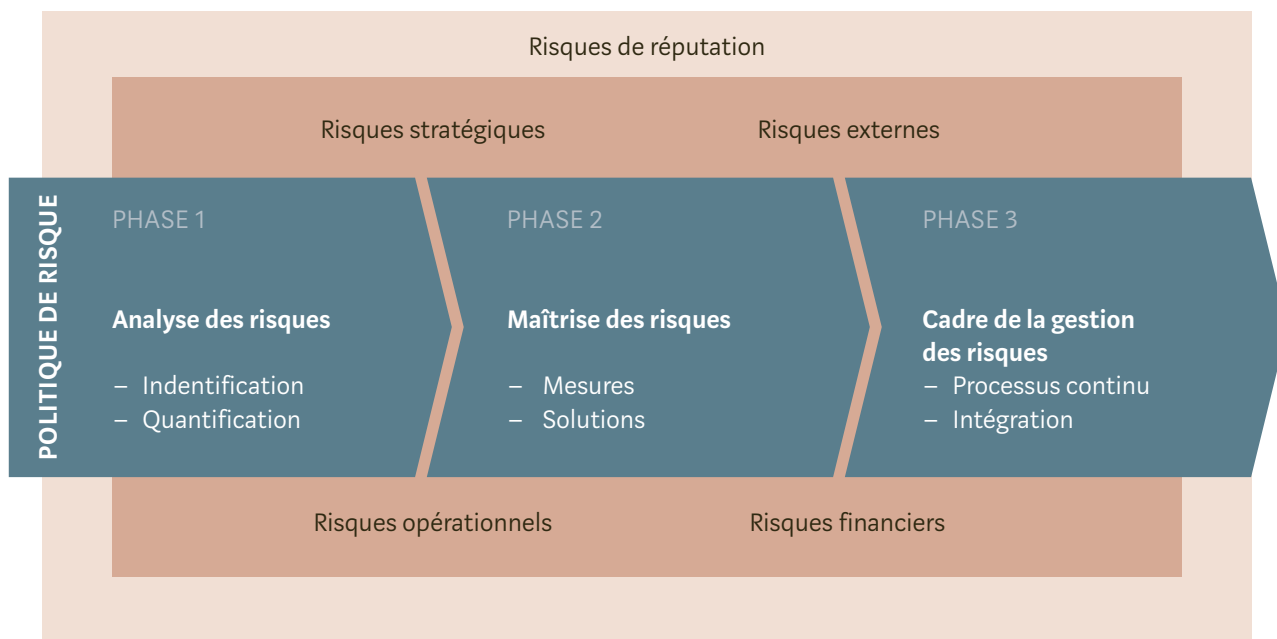 Risques de réputation
Risques stratégiques
Risques externes
POLITIQUE DE RISQUE
PHASE 1
Analyse des risques
– Indentification
– Quantification
PHASE 2
Maîtrise des risques
– Mesures
– Solutions
PHASE 3
Cadre de la gestion
des risques
– Processus continu
– Intégration
Risques opérationnels
Risques financiers